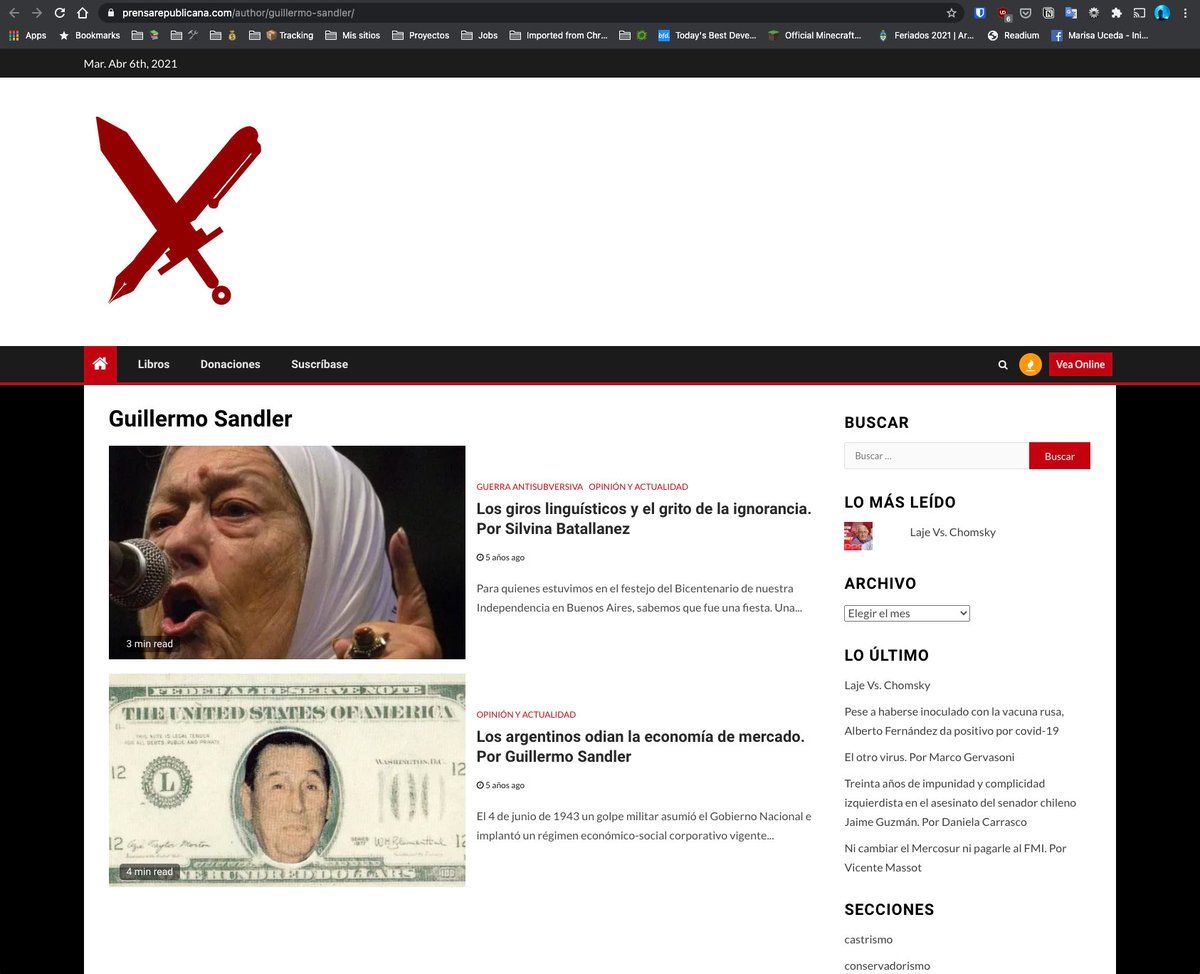 prensarepublicana.com/author/guillermo-sandler/
Apps
Bookmarks
Tracking
Mis sitios
Proyectos
Jobs
Imported from Chr...
Today's Best Deve...
Official Minecraft...
Feriados 2021 | Ar...
Readium
Marisa Uceda - Ini...
Mar. Abr 6th, 2021
Libros
Donaciones
Suscríbase
Vea Online
Guillermo Sandler
3 min read
GUERRA ANTISUBVERSIVA OPINIÓN Y ACTUALIDAD
Los giros linguísticos y el grito de la ignorancia.
Por Silvina Batallanez
5 años ago
Para quienes estuvimos en el festejo del Bicentenario de nuestra
Independencia en Buenos Aires, sabemos que fue una fiesta. Una...
FEDERAL RESERVE NOTE
THE UNITED STATES OF AMERICA
THIS NOTE IS LEGAL TENDER
FOR ALL DEBTS, PUBLIC AND PRIVATE
WASHINGTON, D.C.
12
12
L
100
12
12
SERIES
4 min read
ONE HUNDRED DOLLARS
OPINIÓN Y ACTUALIDAD
Los argentinos odian la economía de mercado.
Por Guillermo Sandler
5 años ago
El 4 de junio de 1943 un golpe militar asumió el Gobierno Nacional e
implantó un régimen económico-social corporativo vigente...
BUSCAR
Buscar ...
Buscar
LO MÁS LEÍDO
Laje Vs. Chomsky
ARCHIVO
Elegir el mes
LO ÚLTIMO
Laje Vs. Chomsky
Pese a haberse inoculado con la vacuna rusa,
Alberto Fernández da positivo por covid-19
El otro virus. Por Marco Gervasoni
Treinta años de impunidad y complicidad
izquierdista en el asesinato del senador chileno
Jaime Guzmán. Por Daniela Carrasco
Ni cambiar el Mercosur ni pagarle al FMI. Por
Vicente Massot
SECCIONES
castrismo
conservadorismo